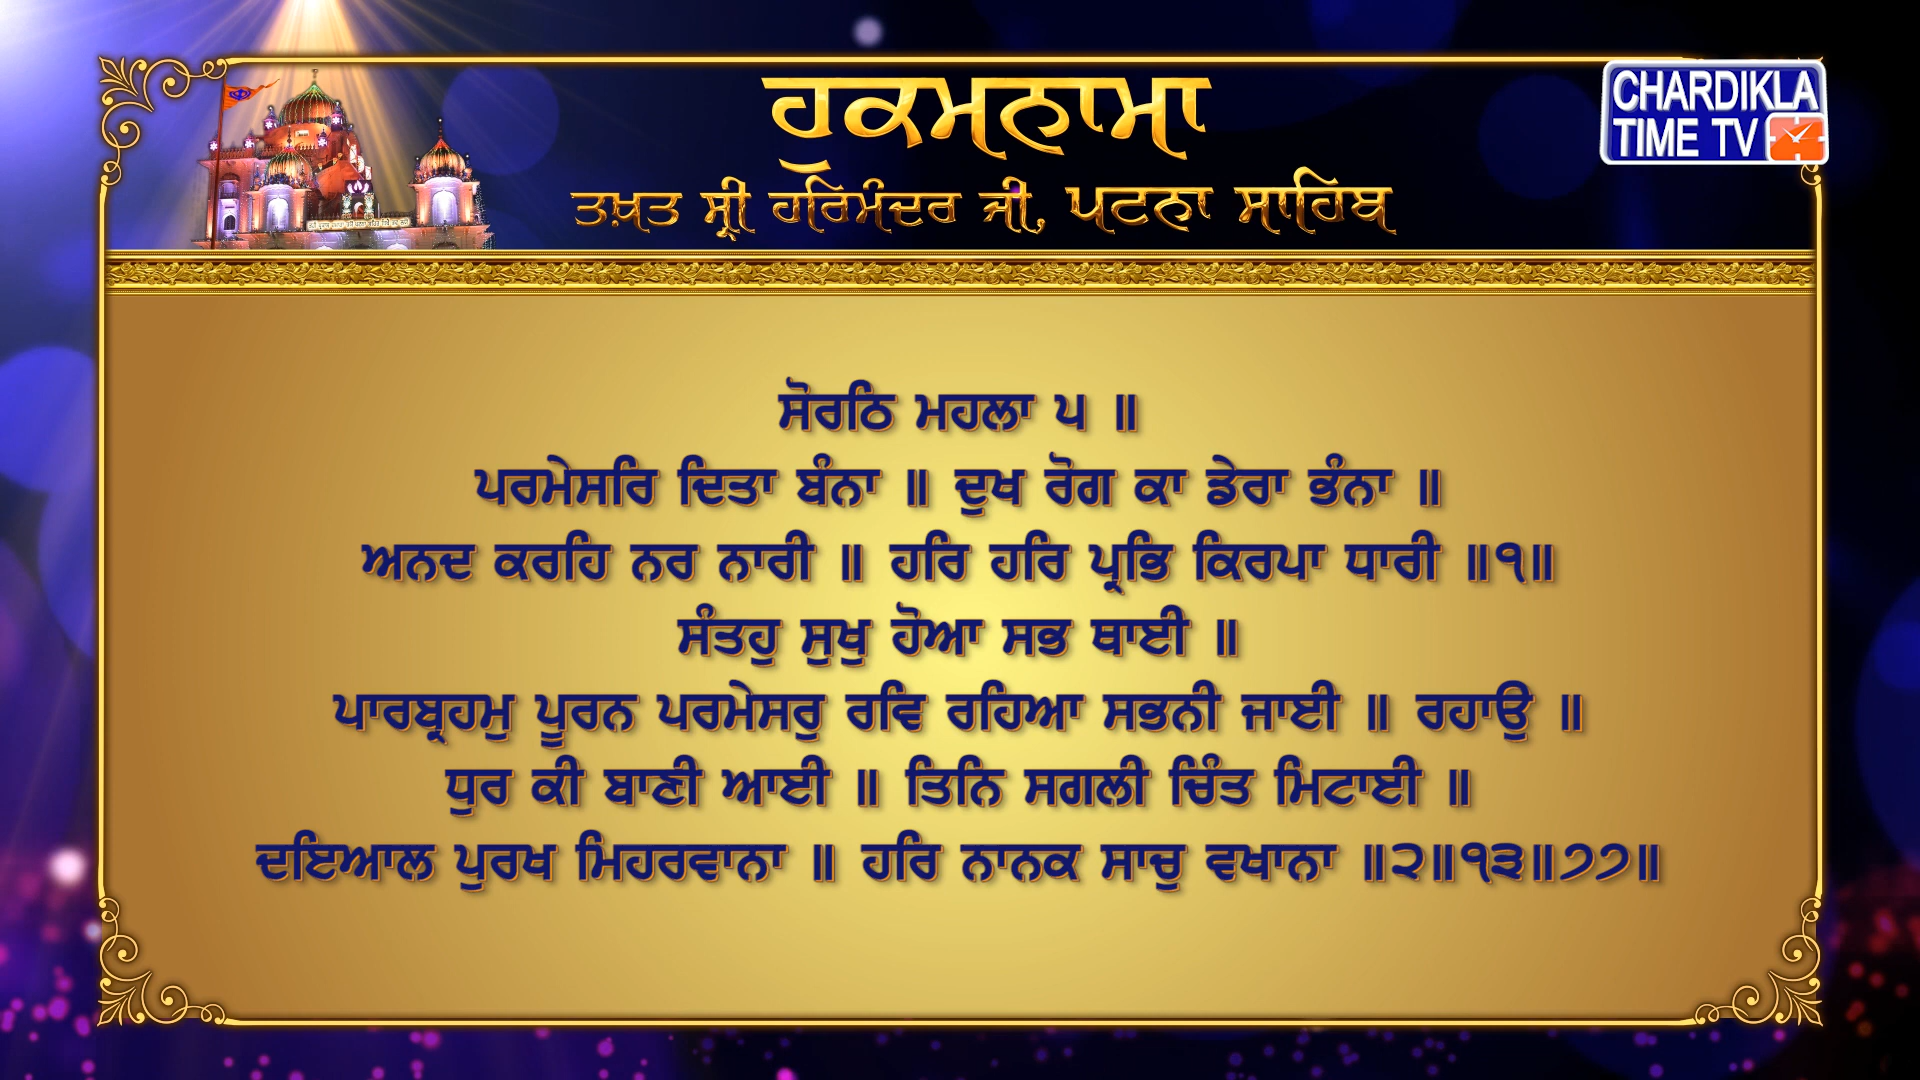 ਹੁਕਮਨਾਮਾ
ਤਖ਼ਤ ਸ੍ਰੀ ਹਰਿਮੰਦਰ ਜੀ, ਪਟਨਾ ਸਾਹਿਬ
CHARDIKLA
TIME TV
ਸੋਰਠਿ ਮਹਲਾ ੫ ॥
ਪਰਮੇਸਰਿ ਦਿਤਾ ਬੰਨਾ ॥ ਦੁਖ ਰੋਗ ਕਾ ਡੇਰਾ ਭੰਨਾ ॥
ਅਨਦ ਕਰਹਿ ਨਰ ਨਾਰੀ ॥ ਹਰਿ ਹਰਿ ਪ੍ਰਭਿ ਕਿਰਪਾ ਧਾਰੀ ॥੧॥
ਸੰਤਹੁ ਸੁਖੁ ਹੋਆ ਸਭ ਥਾਈ ॥
ਪਾਰਬ੍ਰਹਮੁ ਪੂਰਨ ਪਰਮੇਸਰੁ ਰਵਿ ਰਹਿਆ ਸਭਨੀ ਜਾਈ ॥ ਰਹਾਉ ॥
ਧੁਰ ਕੀ ਬਾਣੀ ਆਈ ॥ ਤਿਨਿ ਸਗਲੀ ਚਿੰਤ ਮਿਟਾਈ ॥
ਦਇਆਲ ਪੁਰਖ ਮਿਹਰਵਾਨਾ ॥ ਹਰਿ ਨਾਨਕ ਸਾਚੁ ਵਖਾਨਾ ॥੨॥੧੩॥੭੭॥